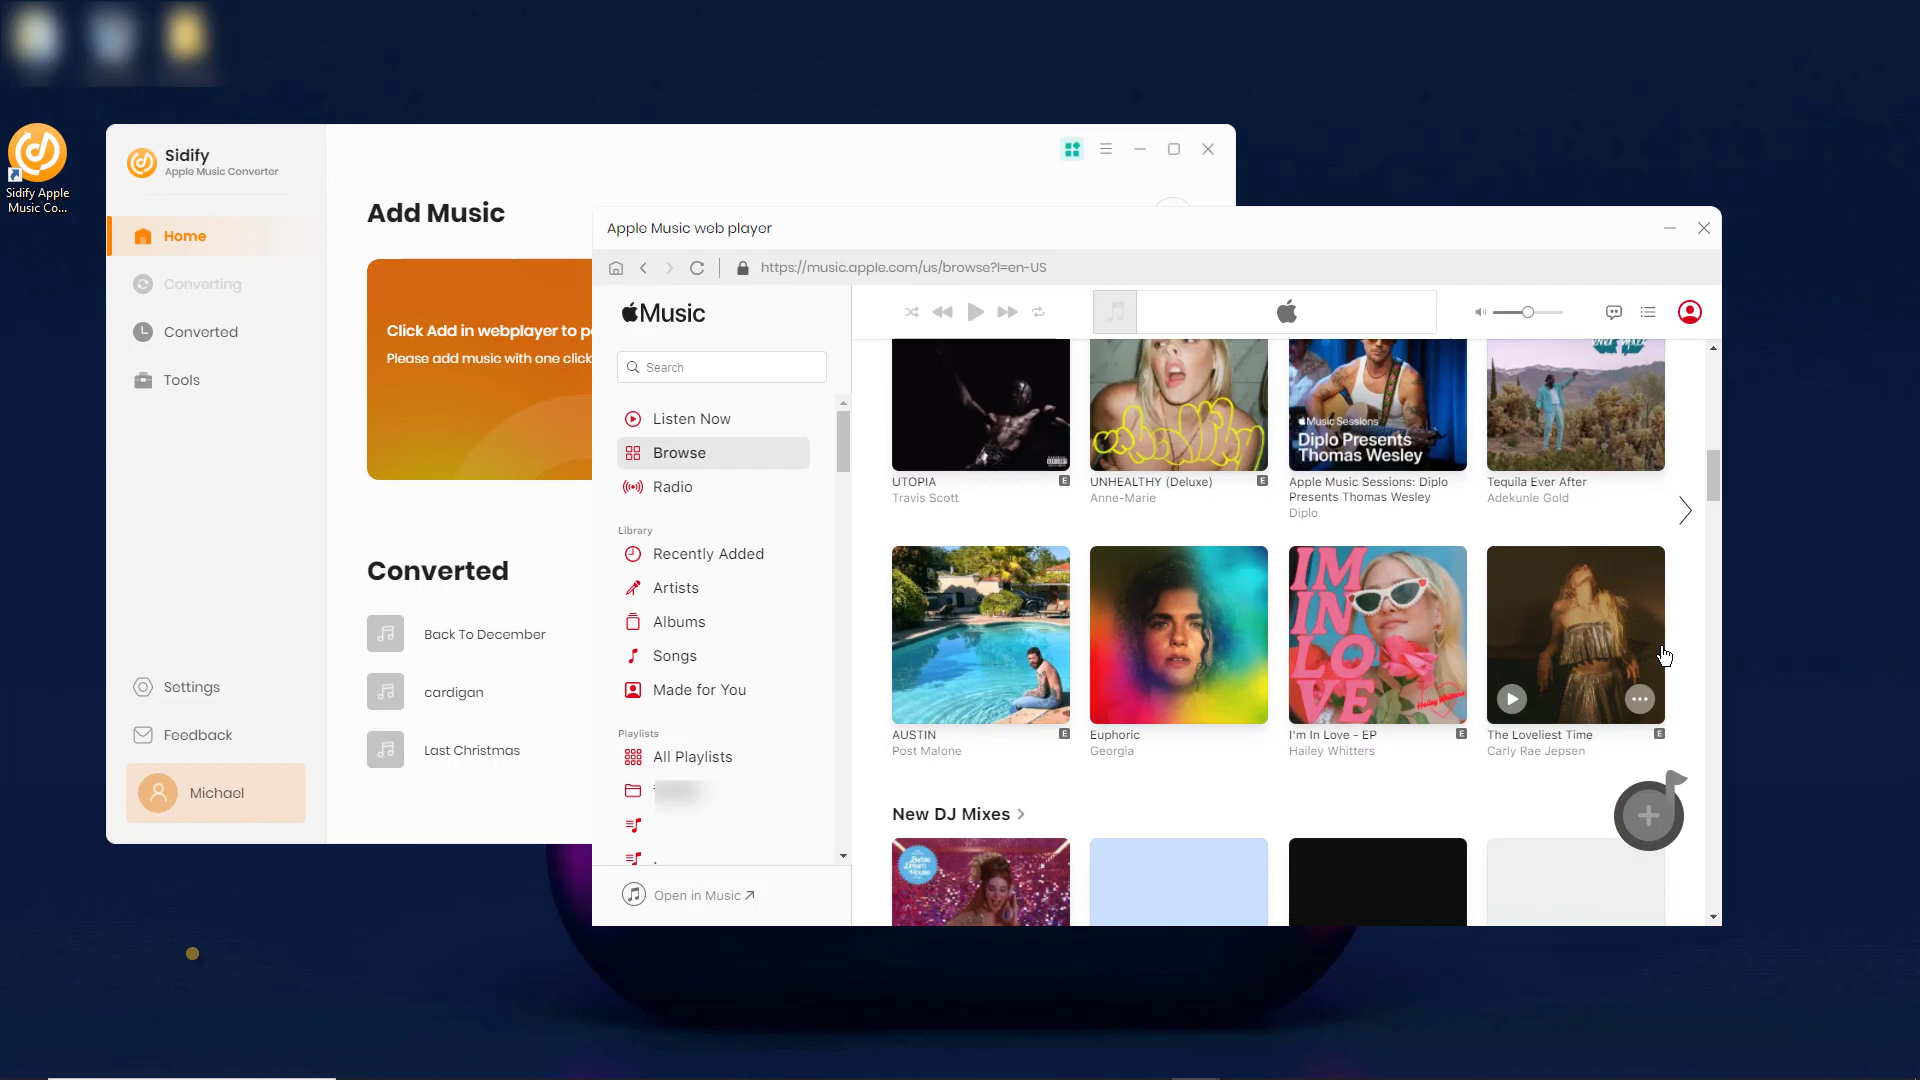 Sidify Apple
Music Co...
Sidify
Apple Music Converter
Home
Converting
Converted
Tools
Settings
Feedback
Michael
Add Music
Click Add in webplayer to
Please add music with one click
Converted
Back To December
cardigan
Last Christmas
Apple Music web player
https://music.apple.com/us/browse?l=en-US
Music
Search
Listen Now
Browse
Radio
Library
Recently Added
Artists
Albums
Songs
Made for You
Playlists
All Playlists
Open in Music
Music Sessions
Diplo Presents
Thomas Wesley
UTOPIA E
Travis Scott
UNHEALTHY (Deluxe) E
Anne-Marie
Apple Music Sessions: Diplo
Presents Thomas Wesley
Diplo
Tequila Ever After
Adekunle Gold
IM
IN
LO
VE
Hailey Whitters
AUSTIN E
Post Malone
Euphoric
Georgia
I'm In Love - EP E
Hailey Whitters
The Loveliest Time E
Carly Rae Jepsen
New DJ Mixes